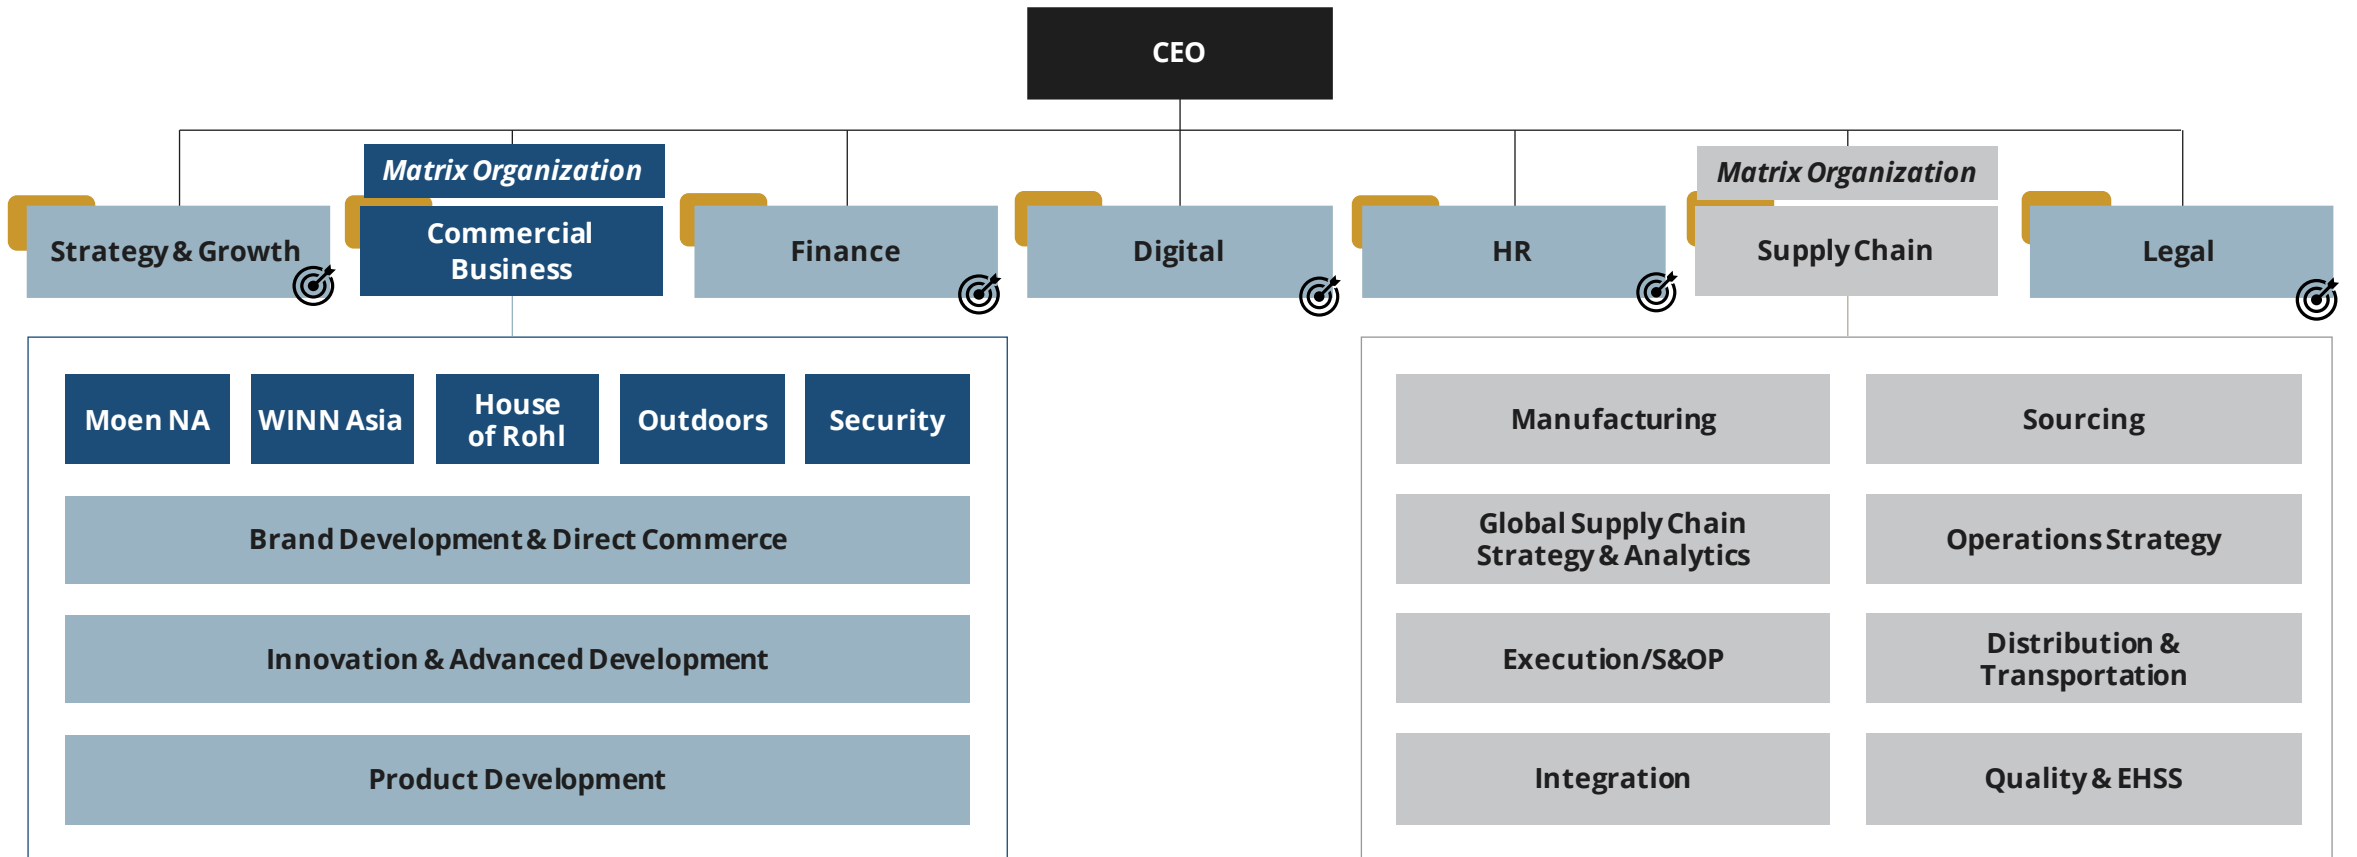 CEO
Matrix Organization
Matrix Organization
Strategy & Growth
Commercial
Business
Finance
Digital
HR
Supply Chain
Legal
Moen NA
WINN Asia
House
of Rohl
Outdoors
Security
Brand Development & Direct Commerce
Innovation & Advanced Development
Product Development
Manufacturing
Sourcing
Global Supply Chain
Strategy & Analytics
Operations Strategy
Execution/S&OP
Distribution &
Transportation
Integration
Quality & EHSS